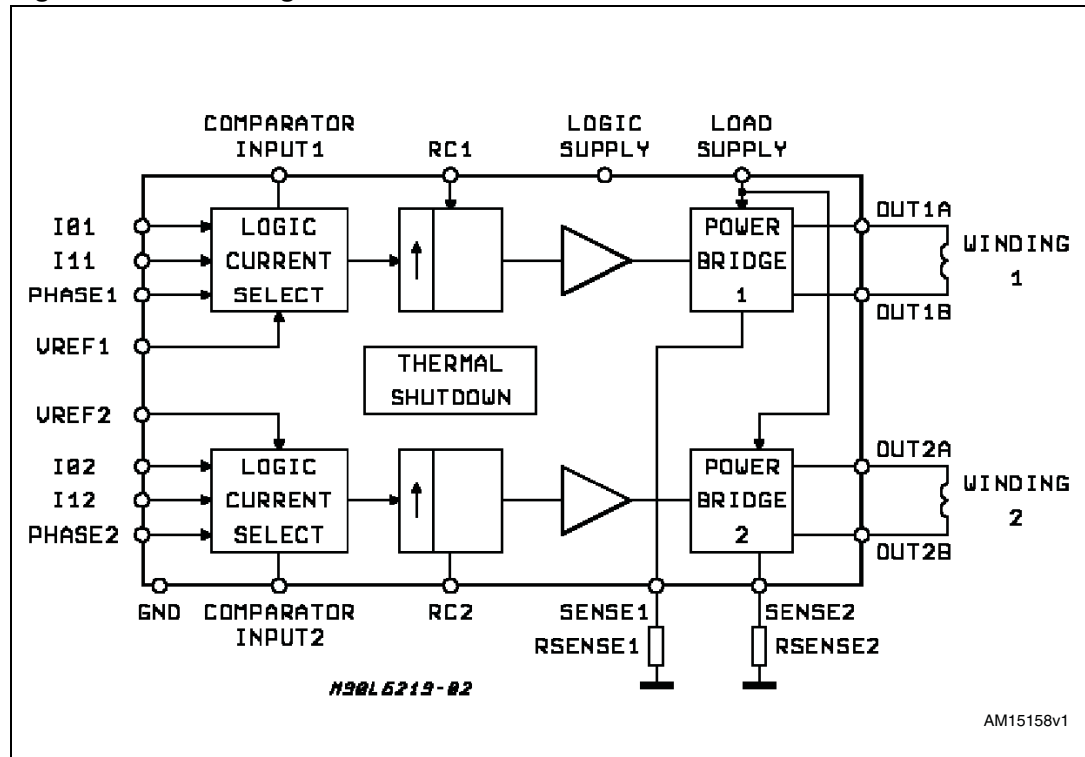 COMPARATOR INPUT1
RC1
LOGIC SUPPLY
LOAD SUPPLY
I01
I11
PHASE1
VREF1
LOGIC
CURRENT
SELECT
POWER
BRIDGE
1
OUT1A
OUT1B
WINDING
1
THERMAL
SHUTDOWN
VREF2
I02
I12
PHASE2
LOGIC
CURRENT
SELECT
POWER
BRIDGE
2
OUT2A
OUT2B
WINDING
2
GND
COMPARATOR
INPUT2
RC2
SENSE1
SENSE2
RSENSE1
RSENSE2
M90L6219-02
AM15158v1